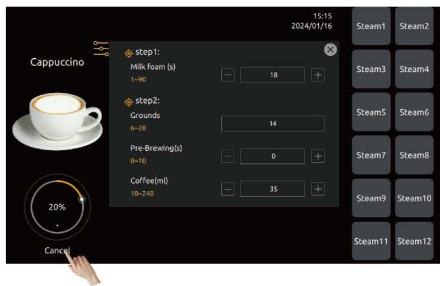 15:15
2024/01/16
Cappuccino
step1:
Milk foam (s)
1~90
18
step2:
Grounds
6~28
14
Pre-Brewing(s)
0~10
0
Coffee(ml)
10~240
35
20%
Cancel
Steam1 Steam2
Steam3 Steam4
Steam5 Steam6
Steam7 Steam8
Steam9 Steam10
Steam11 Steam12